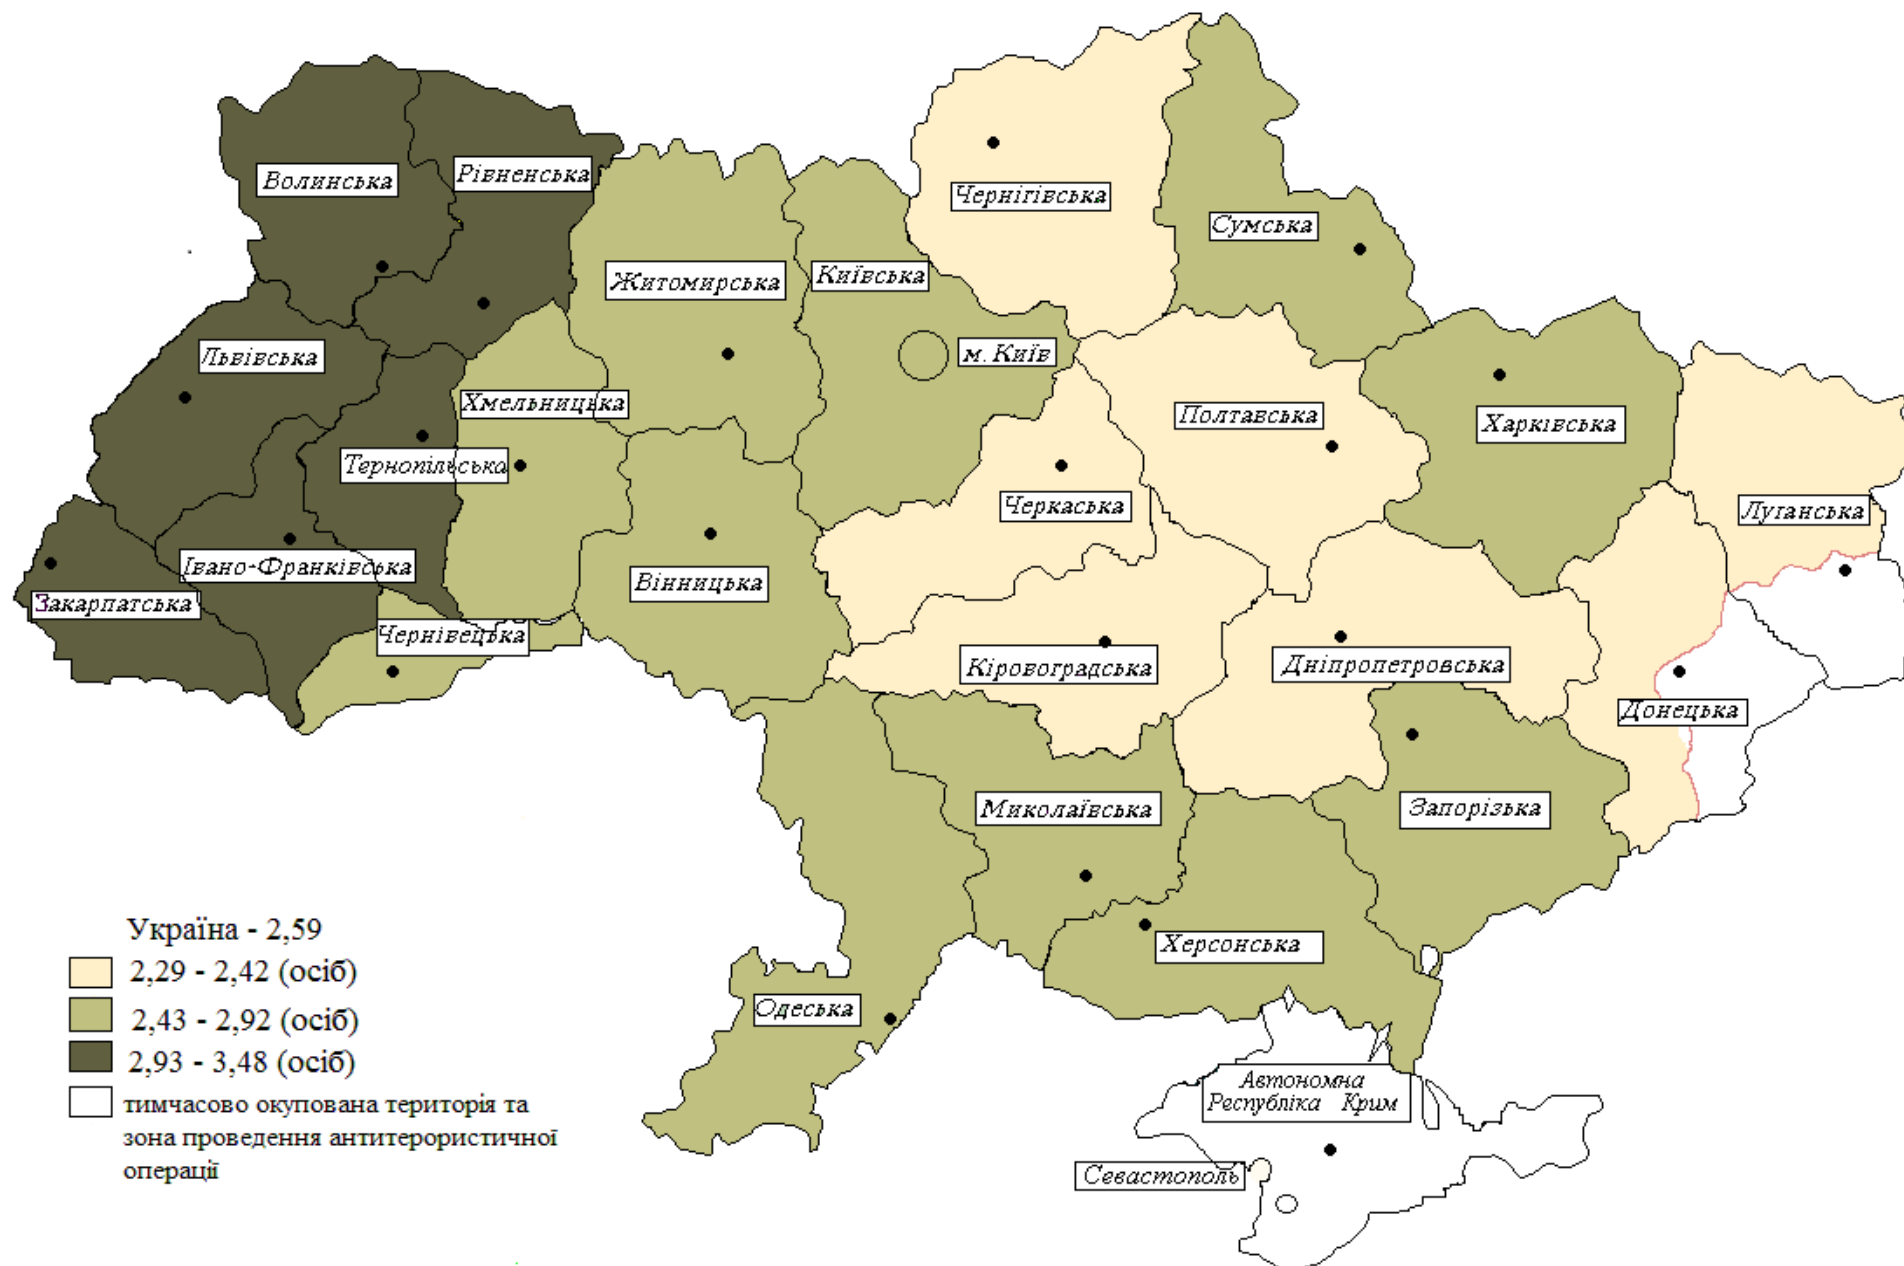 Волинська
Рівненська
Чернігівська
Сумська
Житомирська
Київська
Львівська
м. Київ
Хмельницька
Полтавська
Харківська
Тернопільська
Черкаська
Луганська
Івано-Франківська
Вінницька
Закарпатська
Чернівецька
Кіровоградська
Дніпропетровська
Донецька
Миколаївська
Запорізька
Херсонська
Одеська
Автономна
Республіка Крим
Севастополь
Україна - 2,59
2,29 - 2,42 (осіб)
2,43 - 2,92 (осіб)
2,93 - 3,48 (осіб)
тимчасово окупована територія та
зона проведення антитерористичної
операції